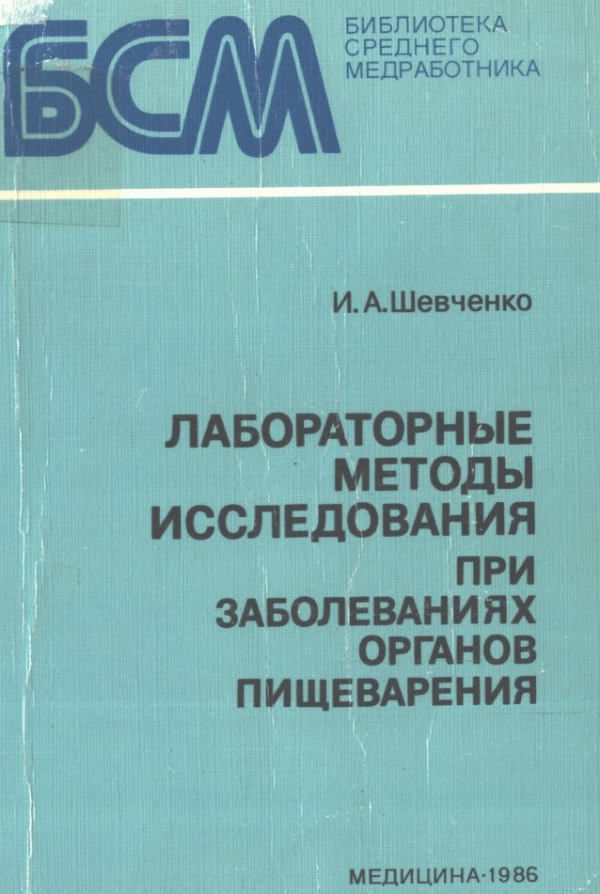 БСМ
БИБЛИОТЕКА
СРЕДНЕГО
МЕДРАБОТНИКА
И. А. Шевченко
ЛАБОРАТОРНЫЕ
МЕТОДЫ
ИССЛЕДОВАНИЯ
ПРИ
ЗАБОЛЕВАНИЯХ
ОРГАНОВ
ПИЩЕВАРЕНИЯ
МЕДИЦИНА·1986